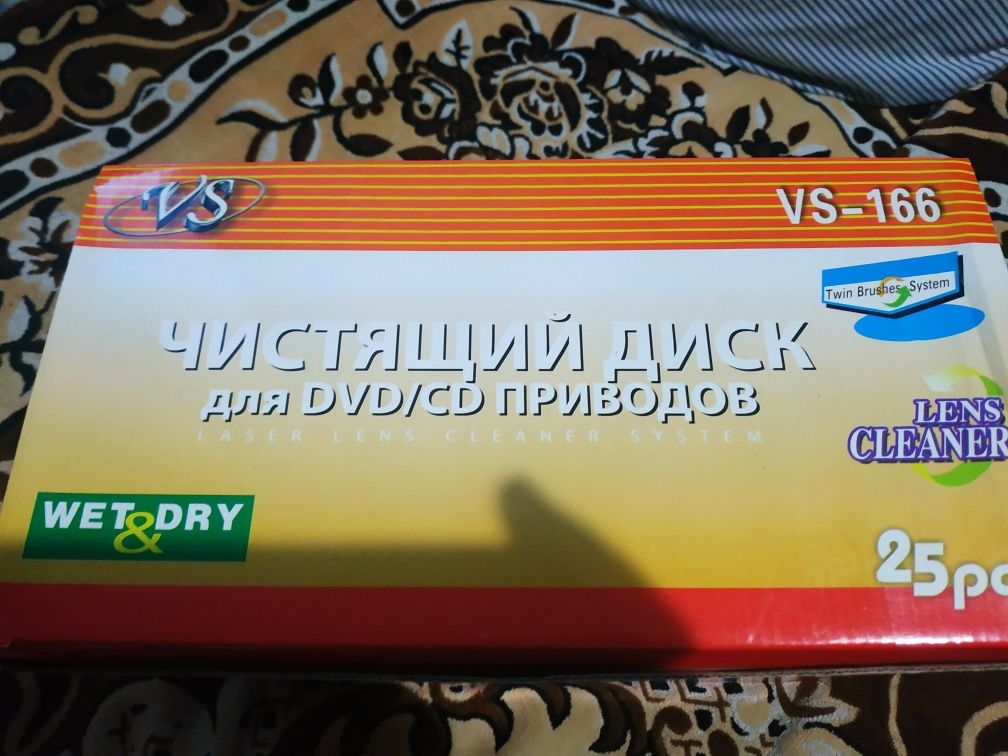 VS
VS-166
Twin Brushes System
ЧИСТЯЩИЙ ДИСК
для DVD/CD ПРИВОДОВ
LASER LENS CLEANER SYSTEM
LENS
CLEANER
WET & DRY
25pc